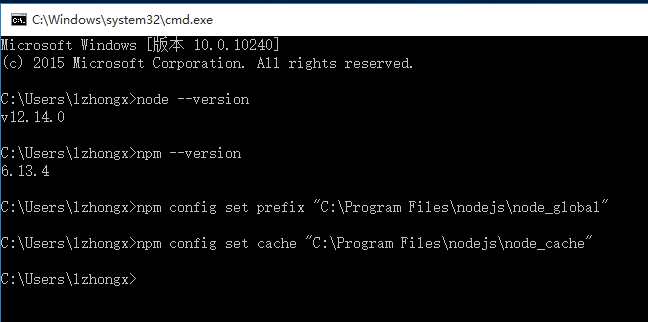 C:\Windows\system32\cmd.exe
Microsoft Windows [版本 10.0.10240]
(c) 2015 Microsoft Corporation. All rights reserved.
C:\Users\lzhongx>node --version
v12.14.0
C:\Users\lzhongx>npm --version
6.13.4
C:\Users\lzhongx>npm config set prefix "C:\Program Files\nodejs\node_global"
C:\Users\lzhongx>npm config set cache "C:\Program Files\nodejs\node_cache"
C:\Users\lzhongx>